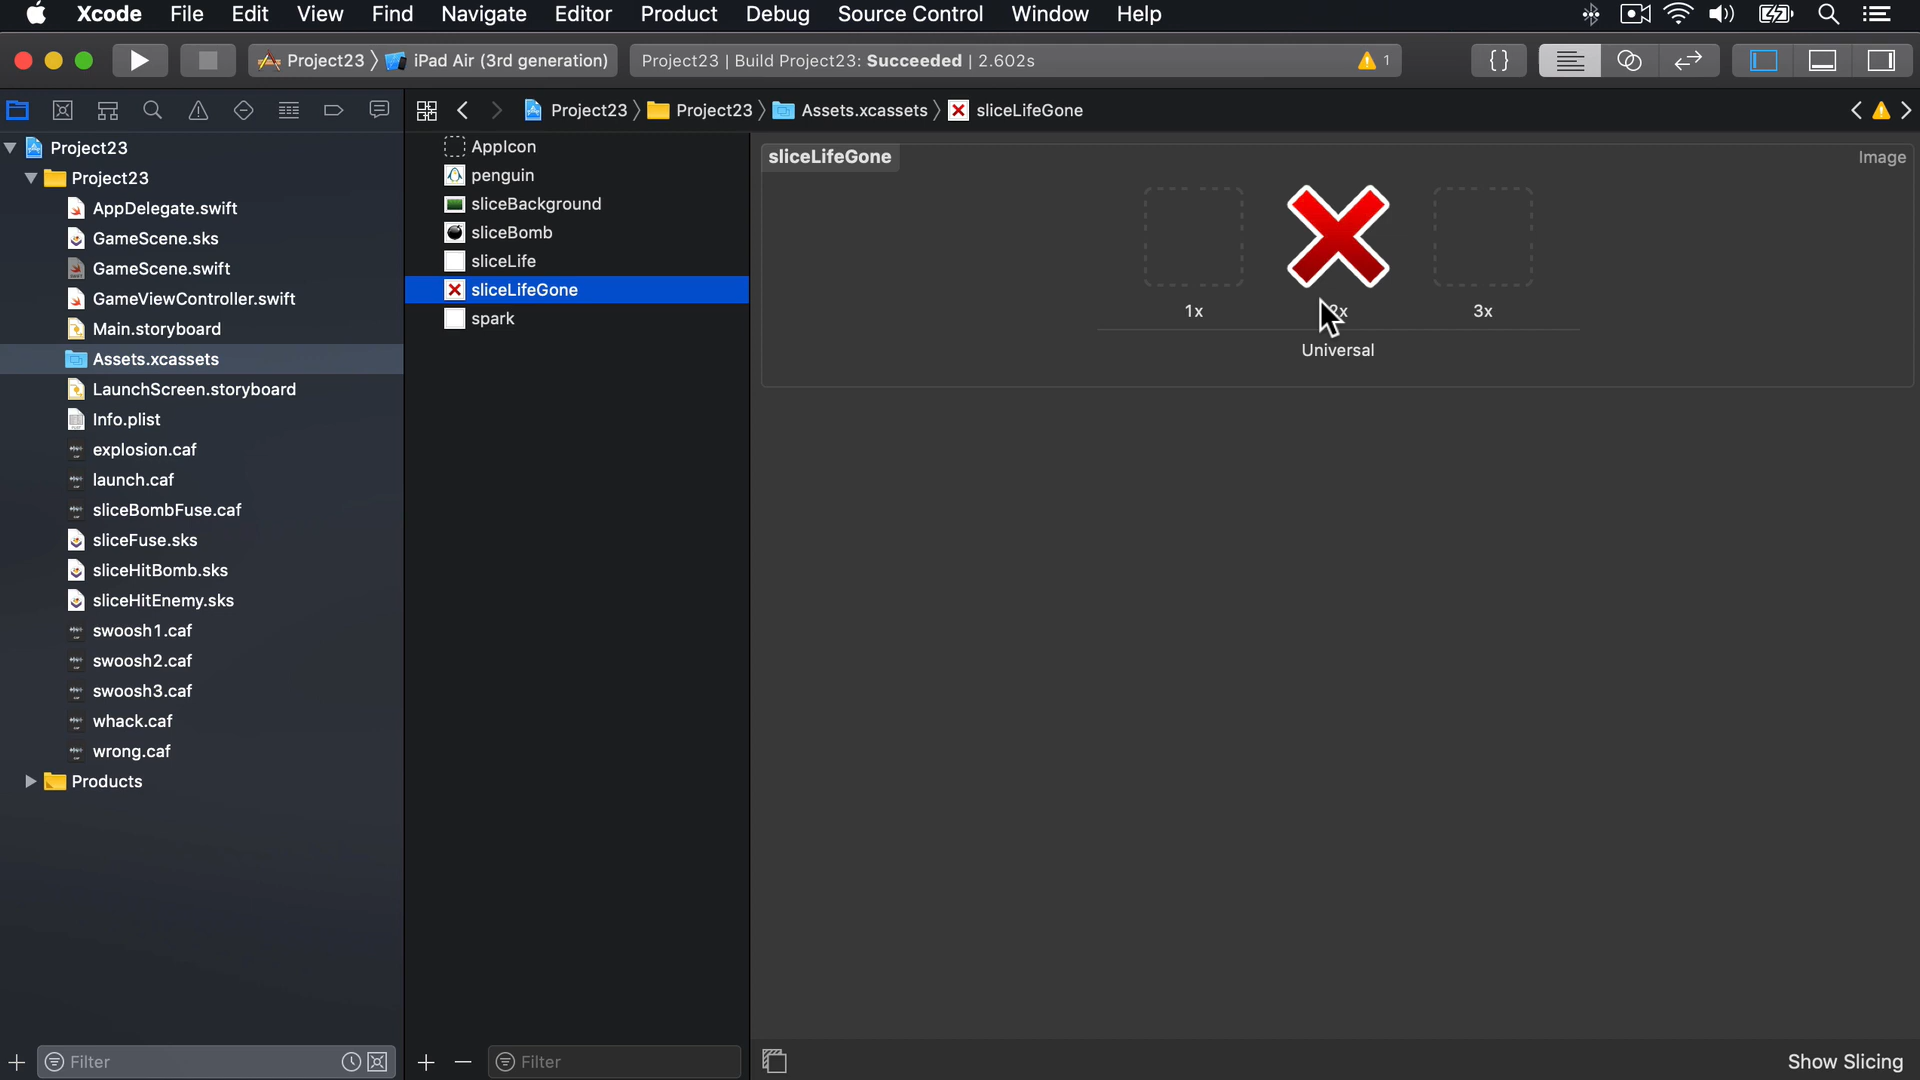 Xcode File Edit View Find Navigate Editor Product Debug Source Control Window Help
Project23 iPad Air (3rd generation) Project23 | Build Project23: Succeeded | 2.602s 1 {}
Project23 Project23 Assets.xcassets sliceLifeGone
Project23
Project23
AppDelegate.swift
GameScene.sks
GameScene.swift
GameViewController.swift
Main.storyboard
Assets.xcassets
LaunchScreen.storyboard
Info.plist
explosion.caf
launch.caf
sliceBombFuse.caf
sliceFuse.sks
sliceHitBomb.sks
sliceHitEnemy.sks
swoosh1.caf
swoosh2.caf
swoosh3.caf
whack.caf
wrong.caf
Products
Filter
AppIcon
penguin
sliceBackground
sliceBomb
sliceLife
sliceLifeGone
spark
Filter
sliceLifeGone Image
1x 2x 3x
Universal
Show Slicing